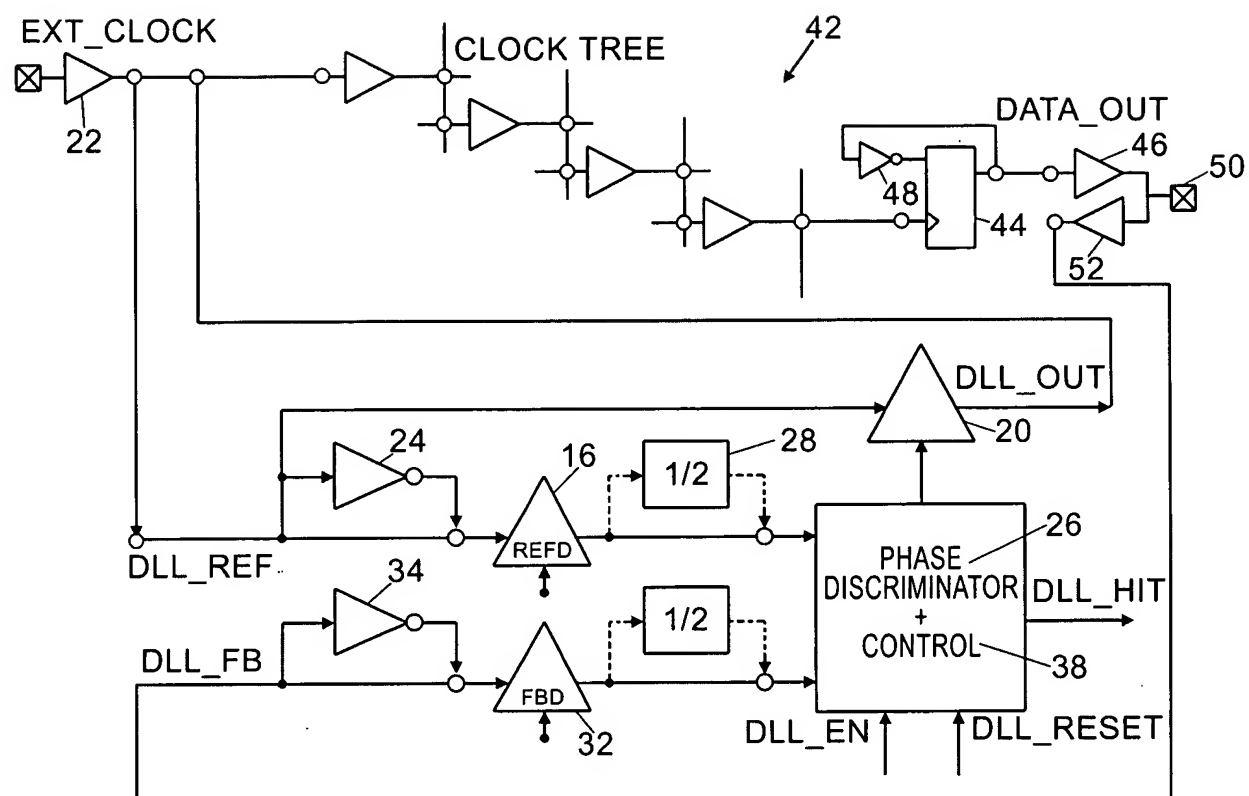 EXT_CLOCK
CLOCK TREE
42
22
DATA_OUT
46
50
48
44
52
DLL_OUT
20
24
16
28
1/2
REFD
DLL_REF
PHASE
DISCRIMINATOR
+
CONTROL
26
38
DLL_HIT
34
1/2
DLL_FB
FBD
32
DLL_EN
DLL_RESET